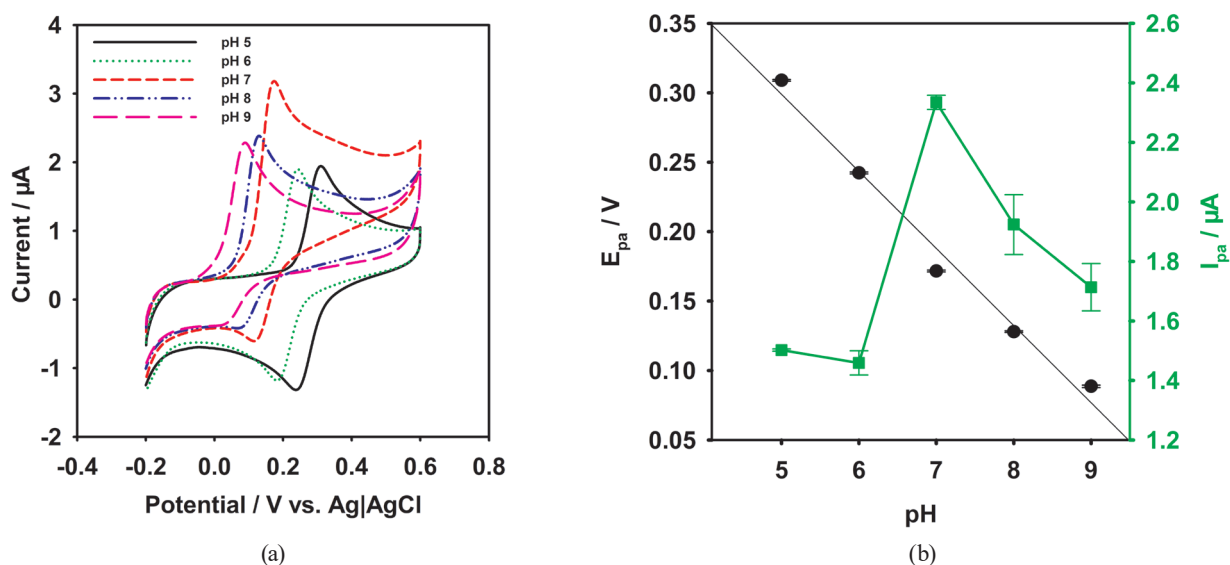 4
3
2
1
0
-1
-2
Current / µA
pH 5
pH 6
pH 7
pH 8
pH 9
-0.4 -0.2 0.0 0.2 0.4 0.6 0.8
Potential / V vs. Ag|AgCl
(a)
0.35
0.30
0.25
0.20
0.15
0.10
0.05
Epa / V
2.6
2.4
2.2
2.0
1.8
1.6
1.4
1.2
Ipa / µA
5 6 7 8 9
pH
(b)